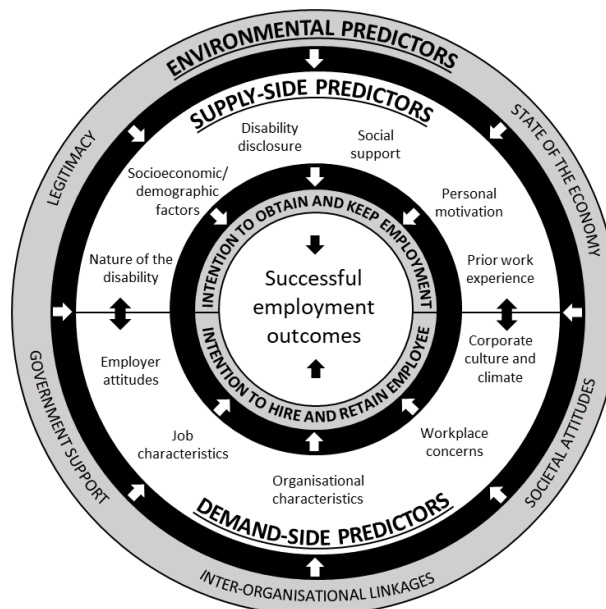 ENVIRONMENTAL PREDICTORS
LEGITIMACY
STATE OF THE ECONOMY
GOVERNMENT SUPPORT
SOCIETAL ATTITUDES
INTER-ORGANISATIONAL LINKAGES
SUPPLY-SIDE PREDICTORS
Disability
disclosure
Social
support
Socioeconomic/
demographic
factors
Personal
motivation
Nature of the
disability
Prior work
experience
INTENTION TO OBTAIN AND KEEP EMPLOYMENT
Successful
employment
outcomes
INTENTION TO HIRE AND RETAIN EMPLOYEE
Employer
attitudes
Corporate
culture and
climate
Job
characteristics
Workplace
concerns
Organisational
characteristics
DEMAND-SIDE PREDICTORS